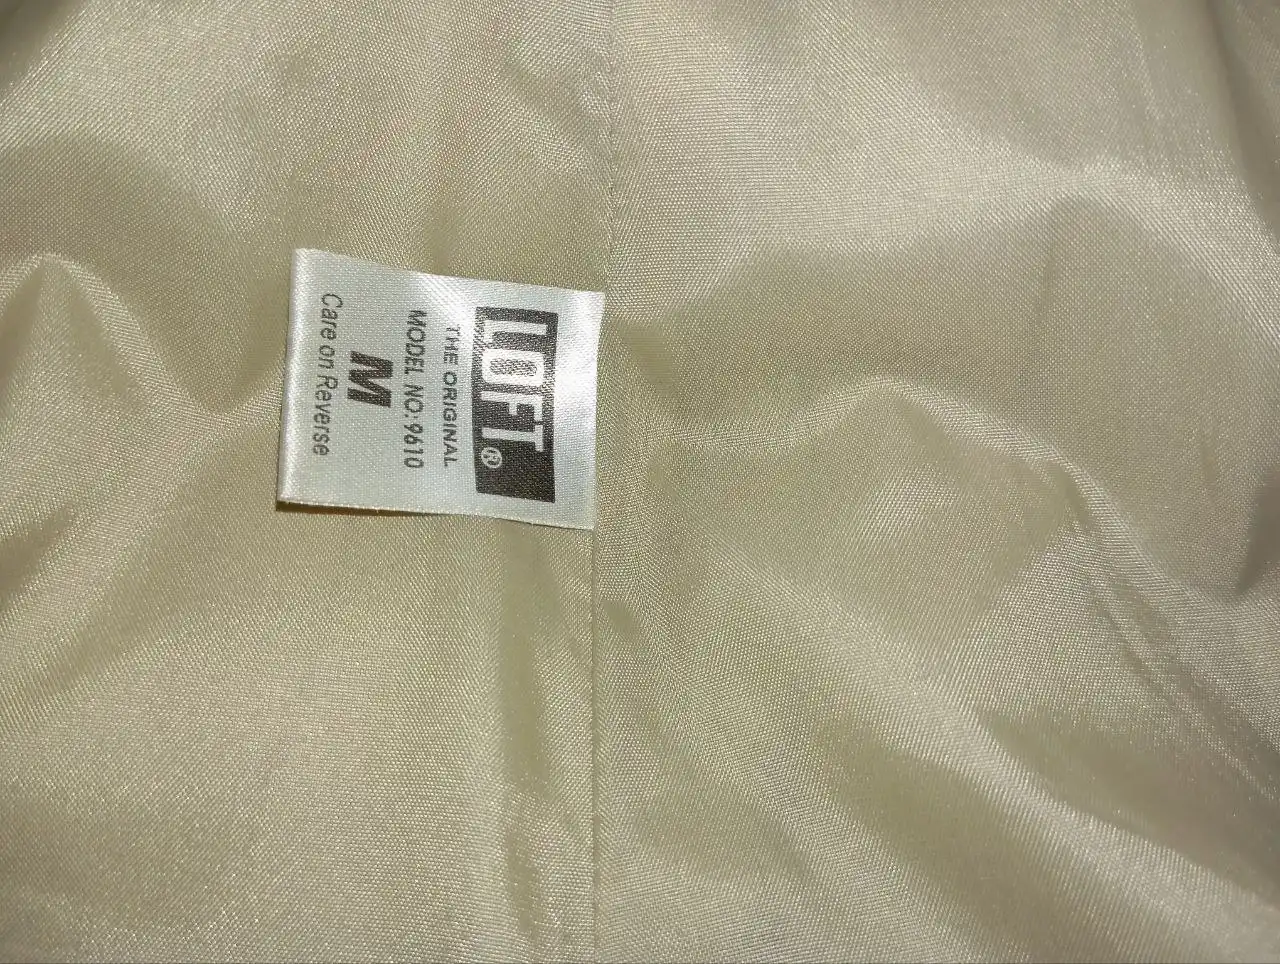 LOFT®
THE ORIGINAL
MODEL NO: 9610
M
Care on Reverse